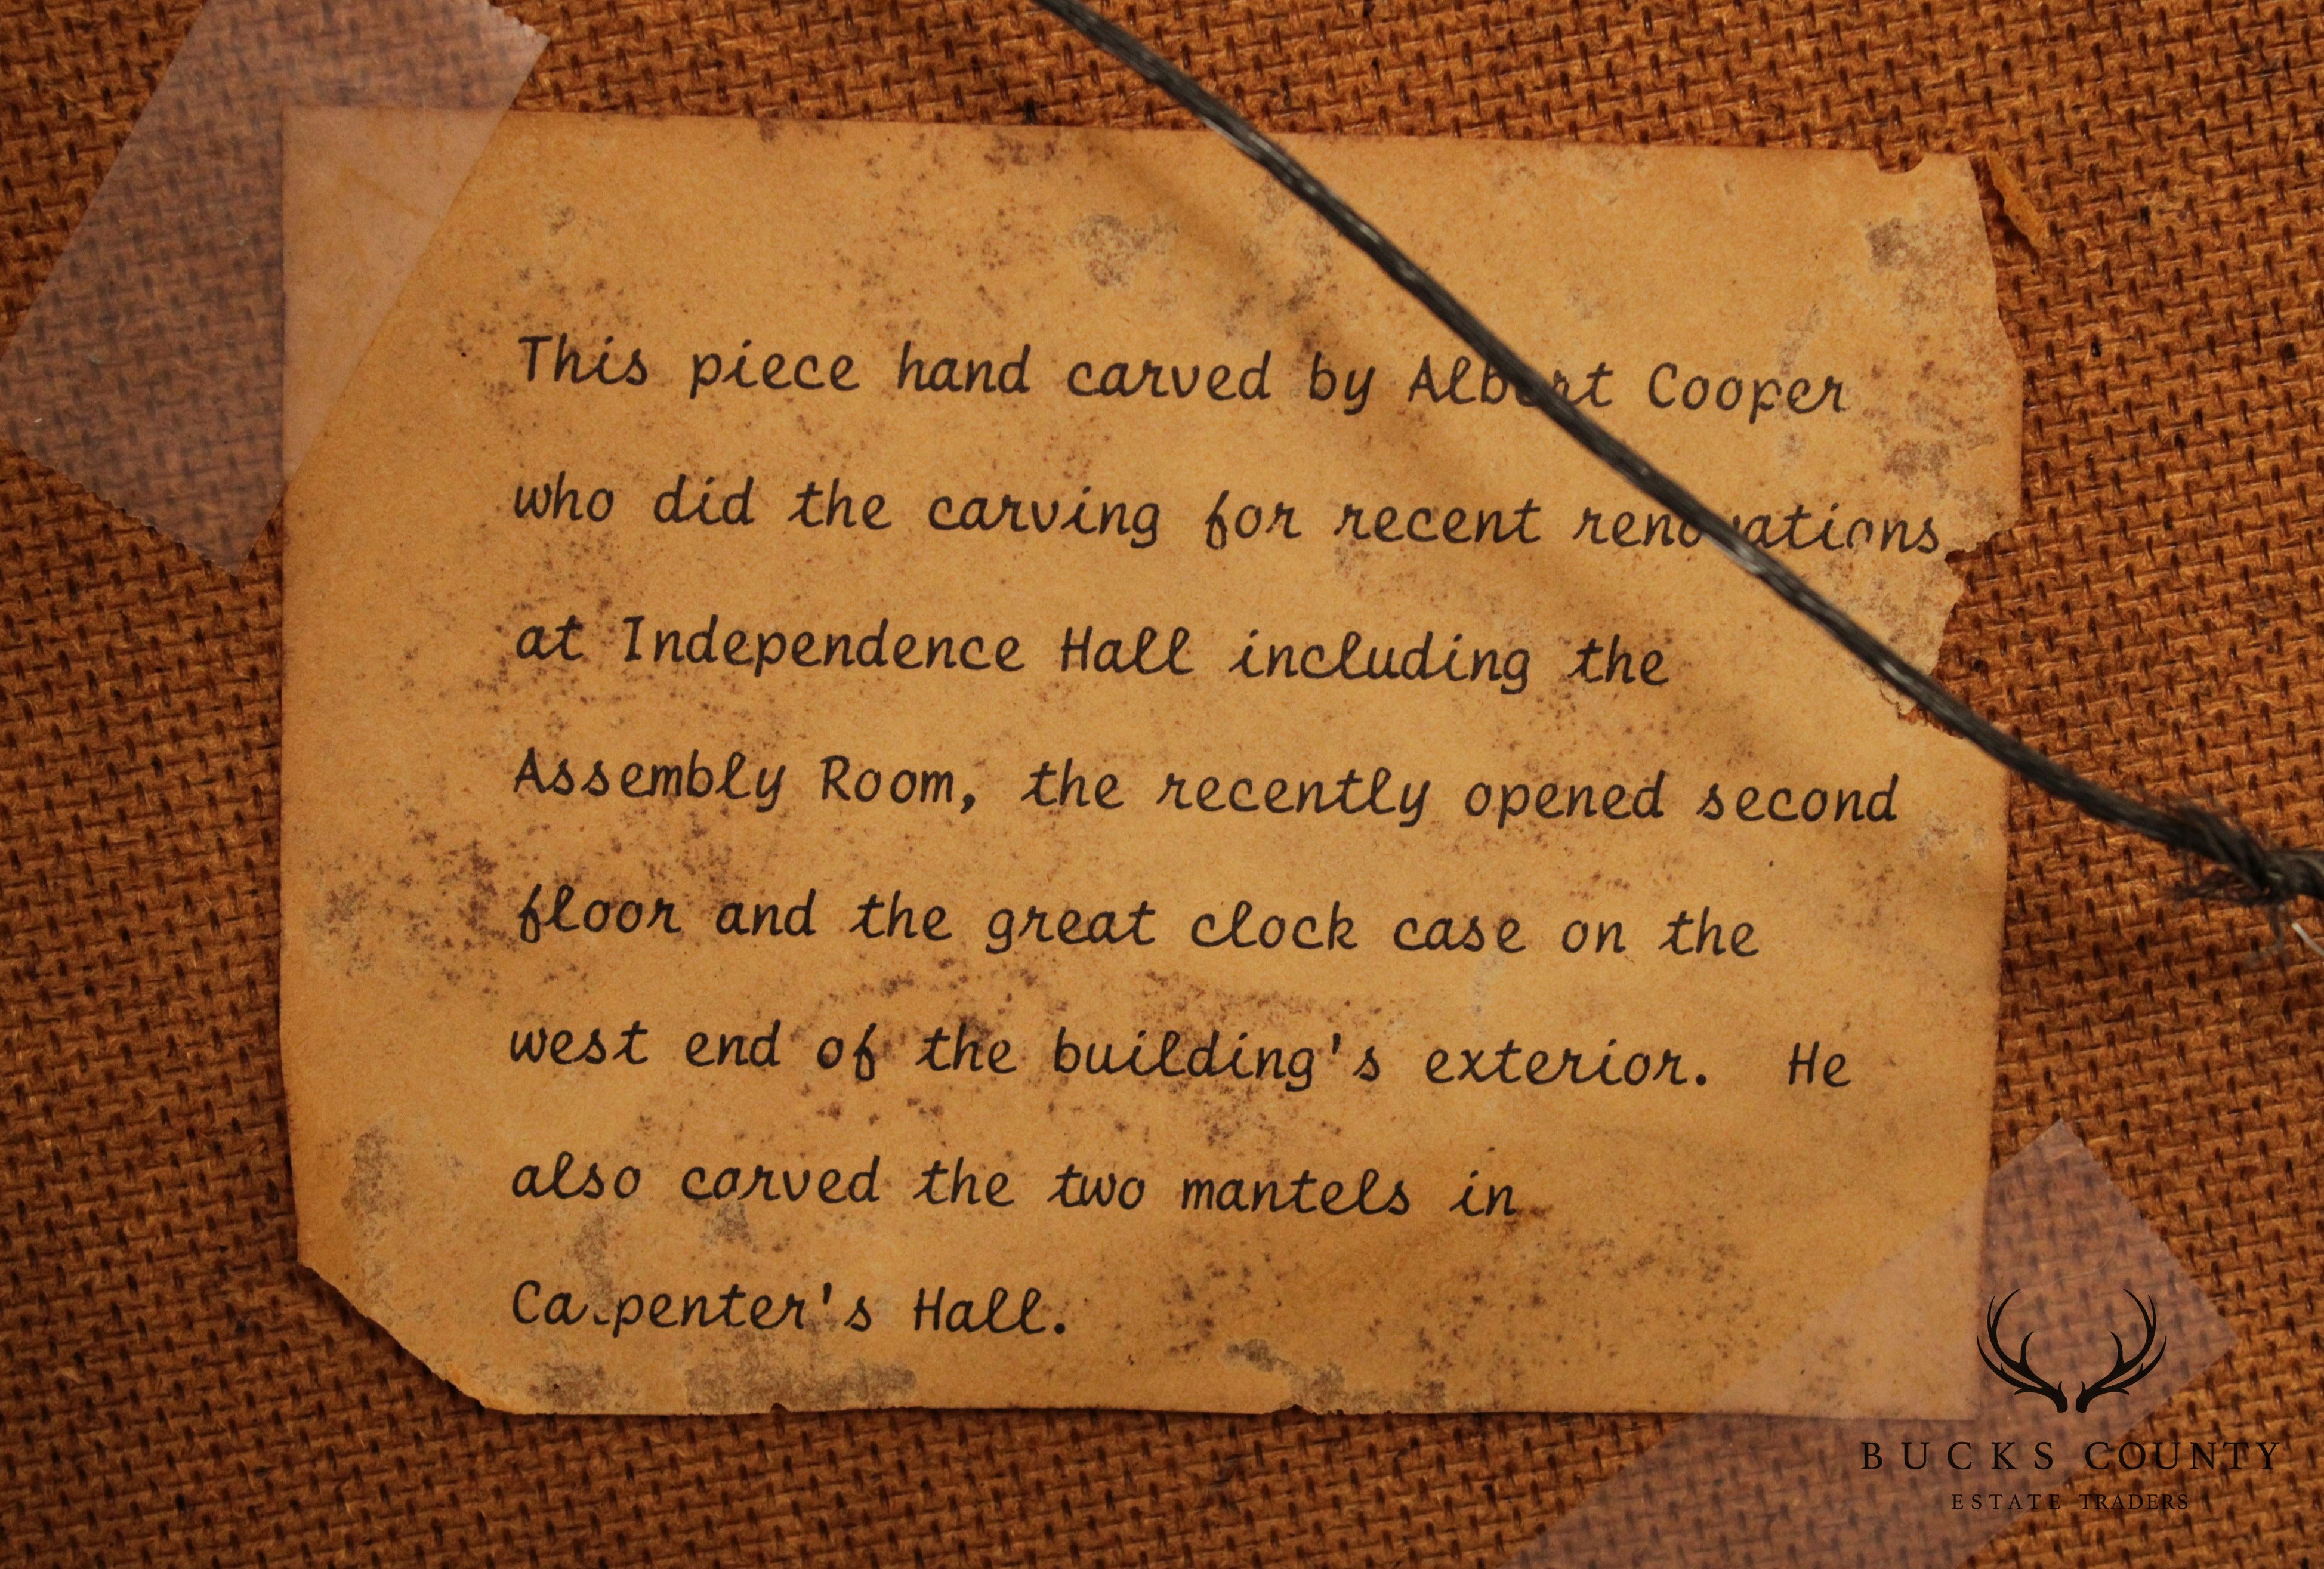 This piece hand carved by Albert Cooper
who did the carving for recent renovations
at Independence Hall including the
Assembly Room, the recently opened second
floor and the great clock case on the
west end of the building's exterior. He
also carved the two mantels in
Carpenter's Hall.
BUCKS COUNTY
ESTATE TRADERS